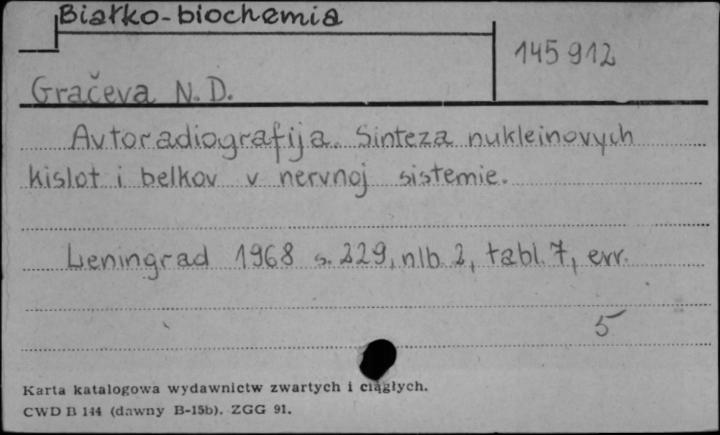 Białko-biochemia
145 912
Gračeva N. D.
Avtoradiografija. Sinteza nukleinovych
kislot i belkov v nervnoj sistemie.
Leningrad 1968 s. 229, nlb. 2, tabl. 7, err.
5
Karta katalogowa wydawnictw zwartych i ciągłych.
CWD B 144 (dawny B-15b). ZGG 91.